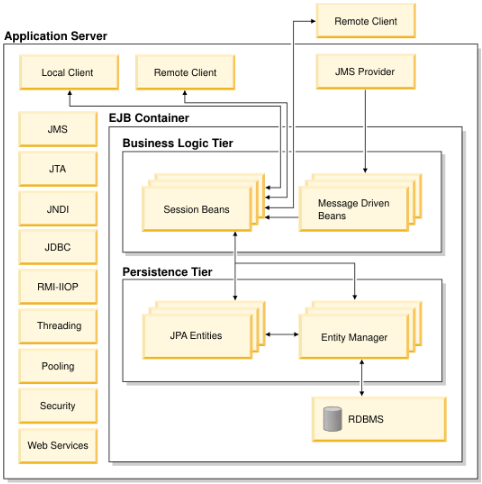 Remote Client
Application Server
Local Client
Remote Client
JMS Provider
JMS
JTA
JNDI
JDBC
RMI-IIOP
Threading
Pooling
Security
Web Services
EJB Container
Business Logic Tier
Session Beans
Message Driven
Beans
Persistence Tier
JPA Entities
Entity Manager
RDBMS